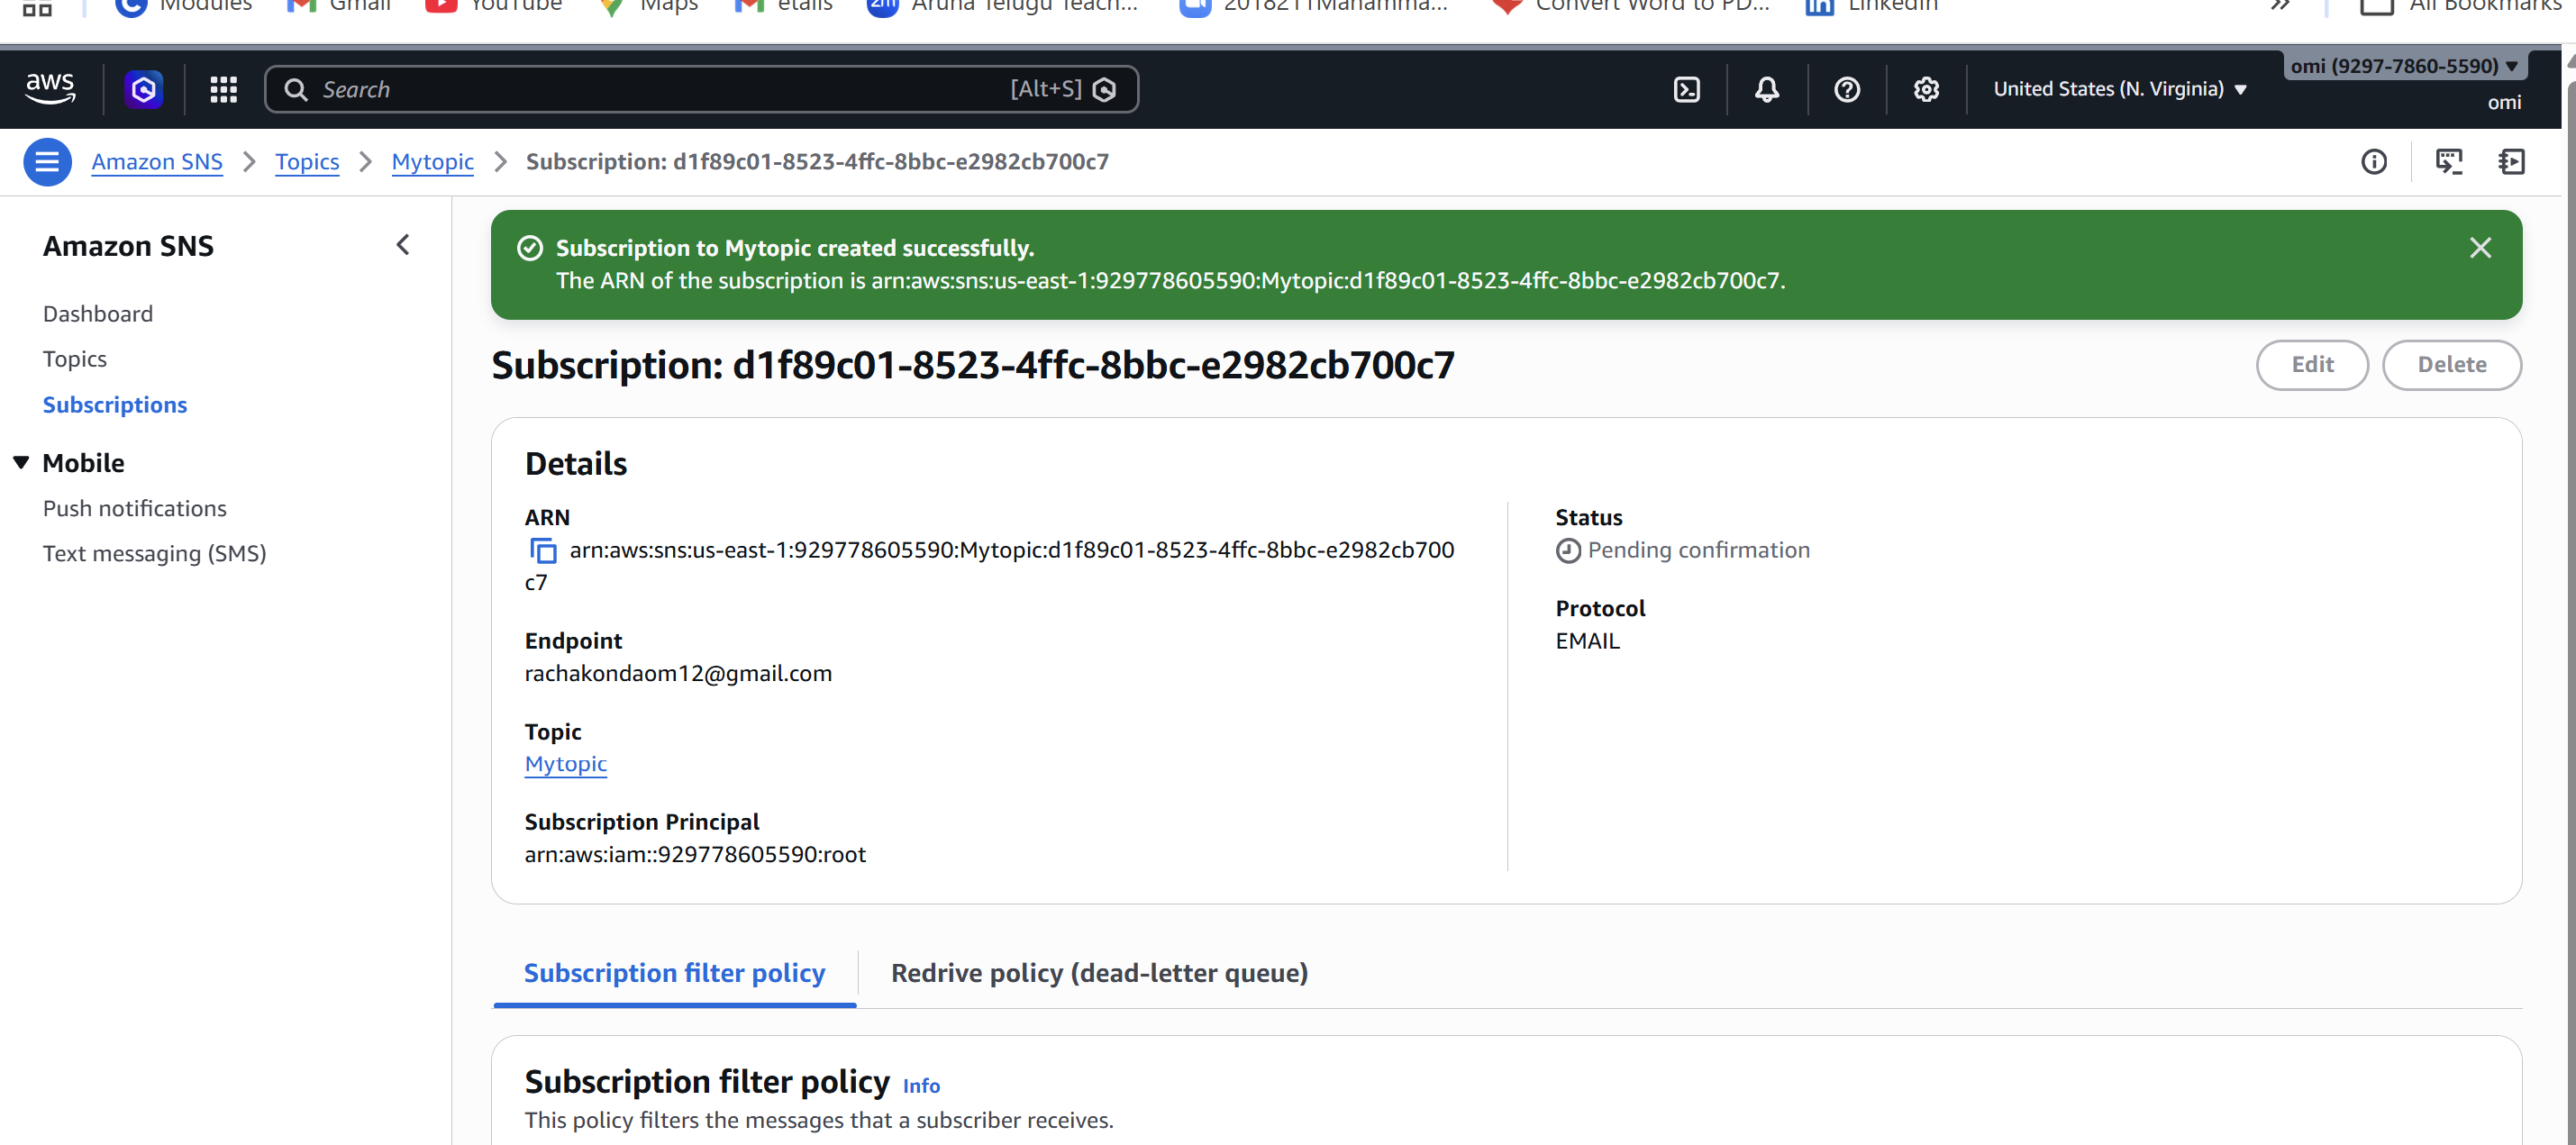 Modules
Gmail
YouTube
Maps
etails
Aruna Telugu Teach...
2018211Mahamma...
Convert Word to PD...
LinkedIn
All Bookmarks
aws
Search
[Alt+S]
United States (N. Virginia)
omi (9297-7860-5590)
omi
Amazon SNS
Topics
Mytopic
Subscription: d1f89c01-8523-4ffc-8bbc-e2982cb700c7
Amazon SNS
Dashboard
Topics
Subscriptions
Mobile
Push notifications
Text messaging (SMS)
Subscription to Mytopic created successfully.
The ARN of the subscription is arn:aws:sns:us-east-1:929778605590:Mytopic:d1f89c01-8523-4ffc-8bbc-e2982cb700c7.
Subscription: d1f89c01-8523-4ffc-8bbc-e2982cb700c7
Edit
Delete
Details
ARN
arn:aws:sns:us-east-1:929778605590:Mytopic:d1f89c01-8523-4ffc-8bbc-e2982cb700
c7
Endpoint
rachakondaom12@gmail.com
Topic
Mytopic
Subscription Principal
arn:aws:iam::929778605590:root
Status
Pending confirmation
Protocol
EMAIL
Subscription filter policy
Redrive policy (dead-letter queue)
Subscription filter policy Info
This policy filters the messages that a subscriber receives.